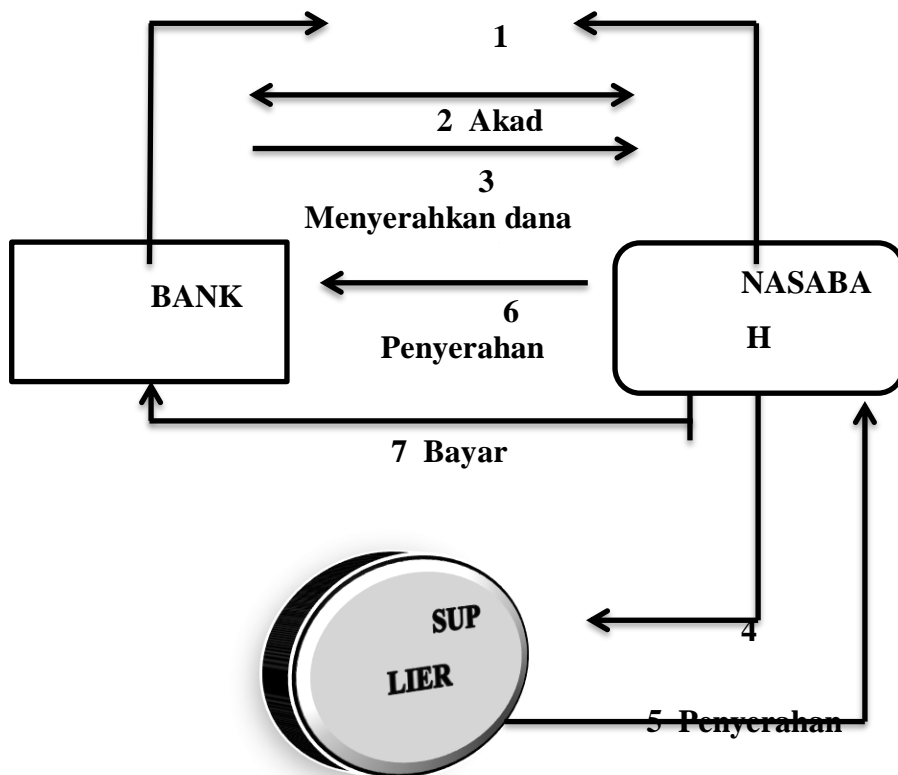 1
2 Akad
3
Menyerahkan dana
BANK
NASABA
H
6
Penyerahan
7 Bayar
SUP
LIER
4
5 Penyerahan